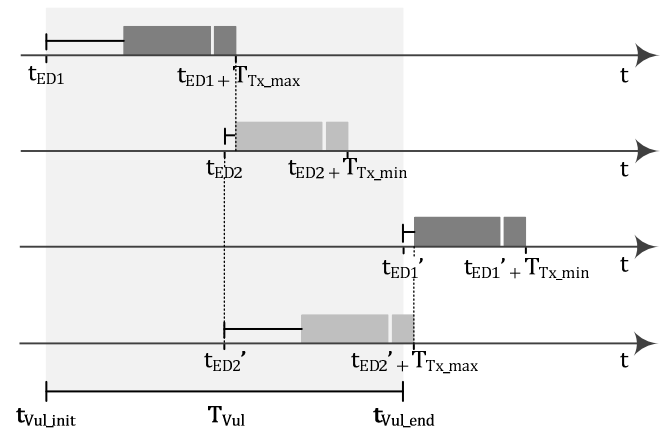 t_ED1 t_ED1 + T_Tx_max t
t_ED2 t_ED2 + T_Tx_min t
t_ED1’ t_ED1’ + T_Tx_min t
t_ED2’ t_ED2’ + T_Tx_max t
t_Vul_init T_Vul t_Vul_end